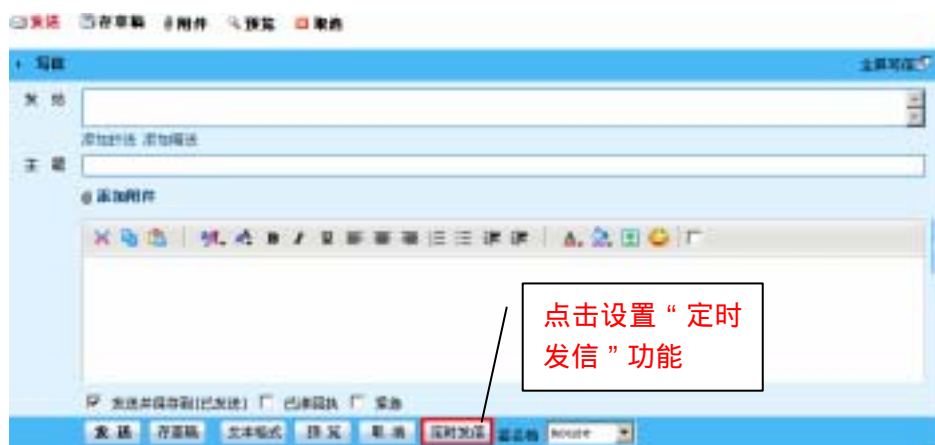 发送 存草稿 附件 预览 取消
写信 全屏写信
发 给
添加抄送 添加暗送
主 题
添加附件
点击设置“定时
发信”功能
发送并保存到[已发送] 已读回执 紧急
发 送 存草稿 文本格式 预 览 取 消 定时发信 签名档 house